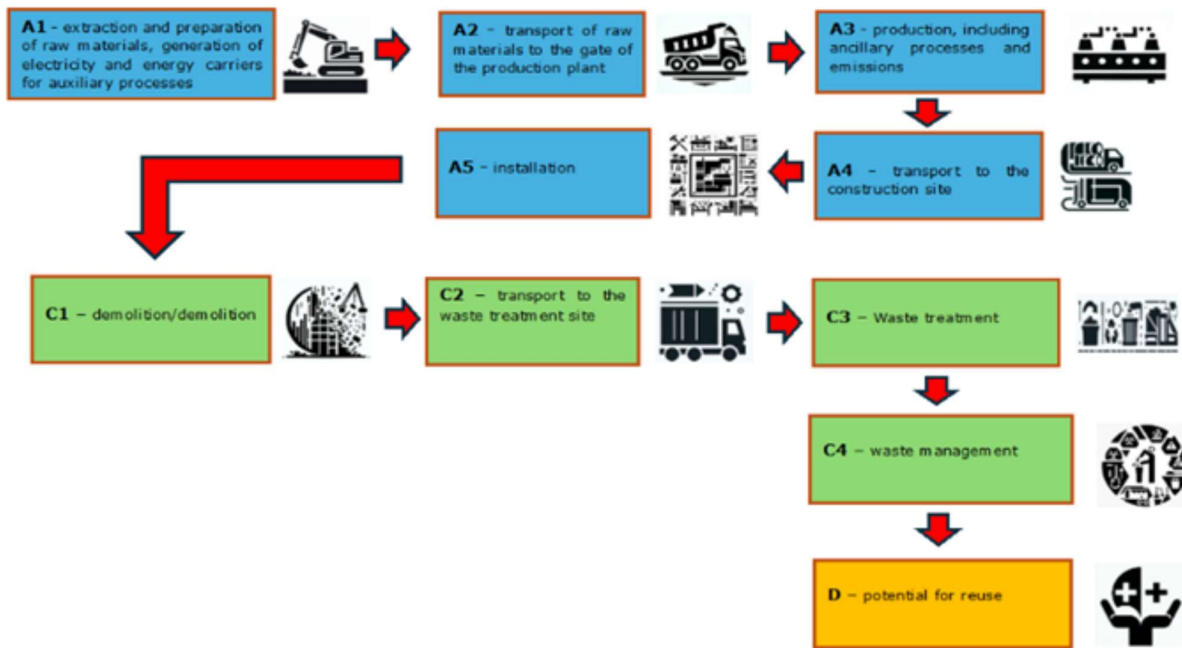 A1 - extraction and preparation
of raw materials, generation of
electricity and energy carriers
for auxiliary processes
A2 - transport of raw
materials to the gate of
the production plant
A3 - production, including
ancillary processes and
emissions
A5 - installation
A4 - transport to the
construction site
C1 – demolition/demolition
C2 – transport to the
waste treatment site
C3 – Waste treatment
C4 – waste management
D – potential for reuse